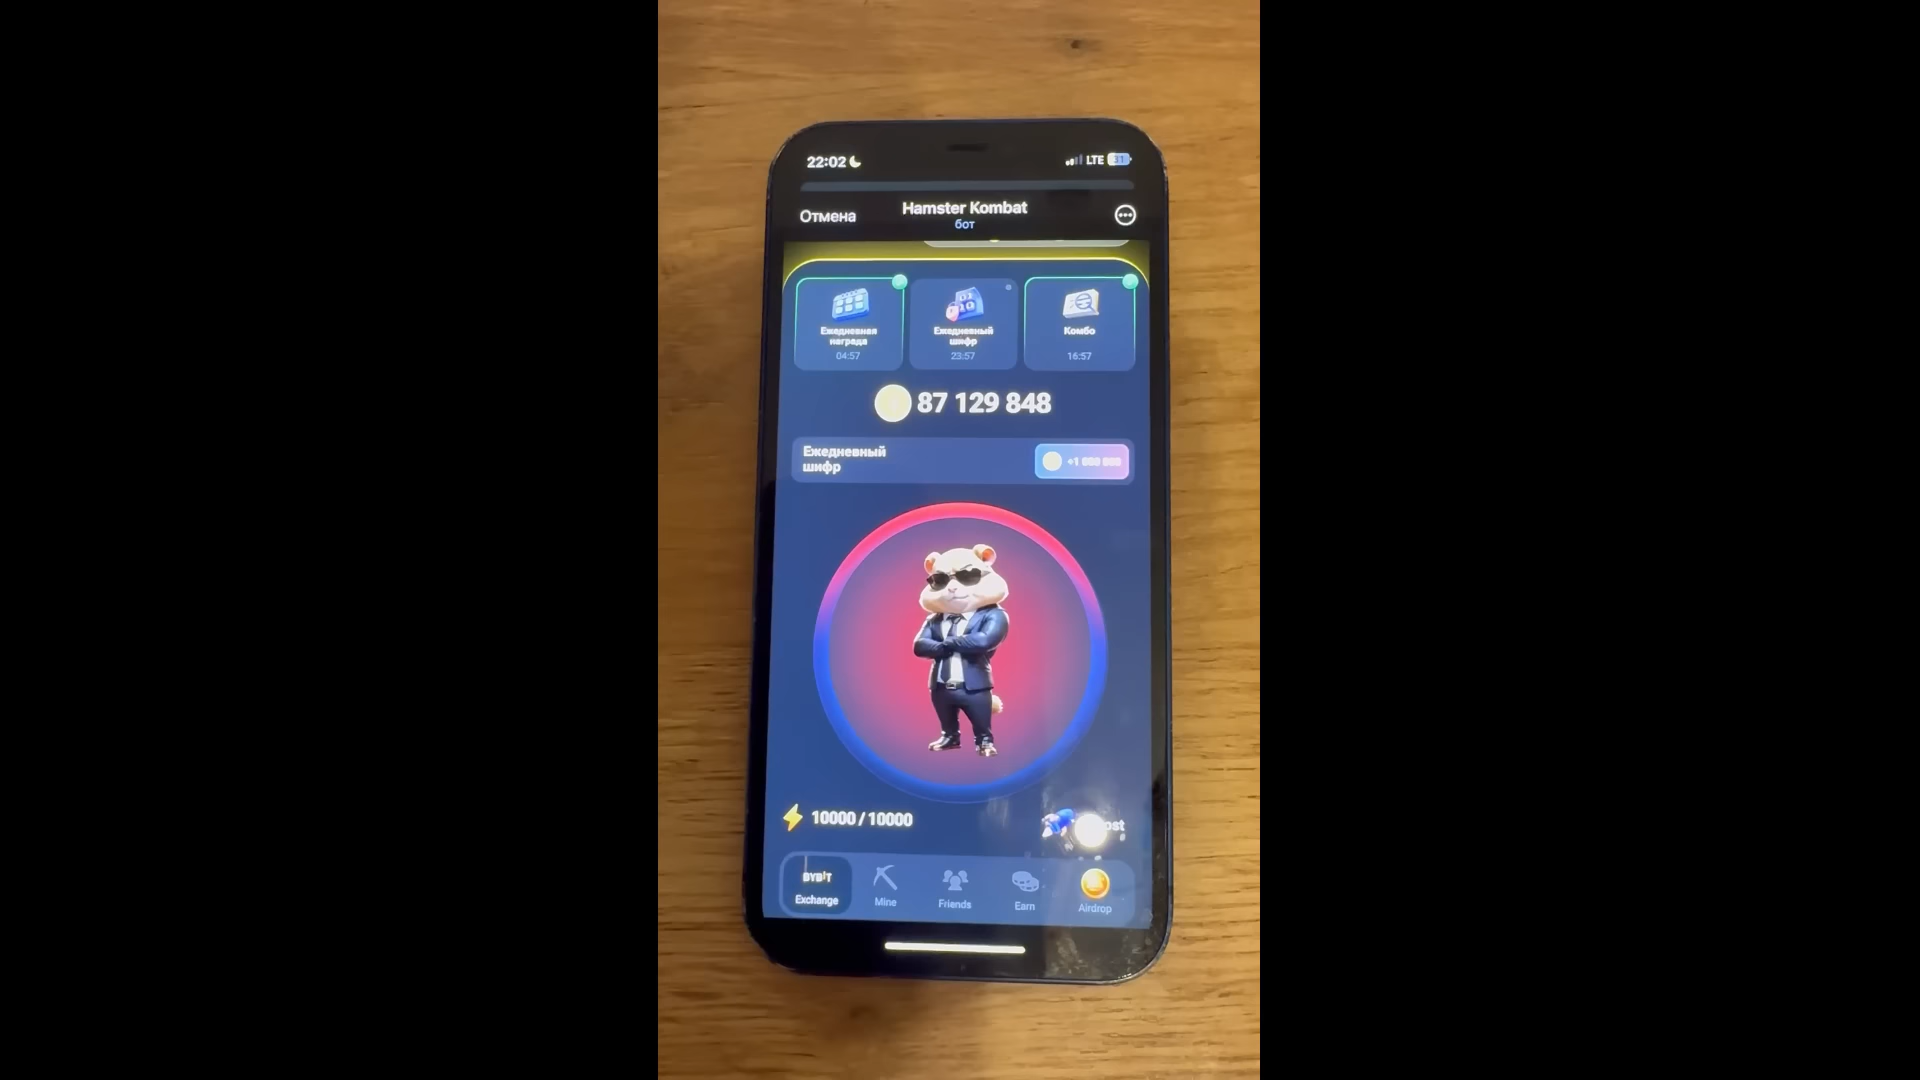 22:02
LTE 31
Отмена
Hamster Kombat
бот
Ежедневная
награда
04:57
Ежедневный
шифр
23:57
Комбо
16:57
87 129 848
Ежедневный
шифр
10000 / 10000
BYBIT
Exchange
Mine
Friends
Earn
Airdrop